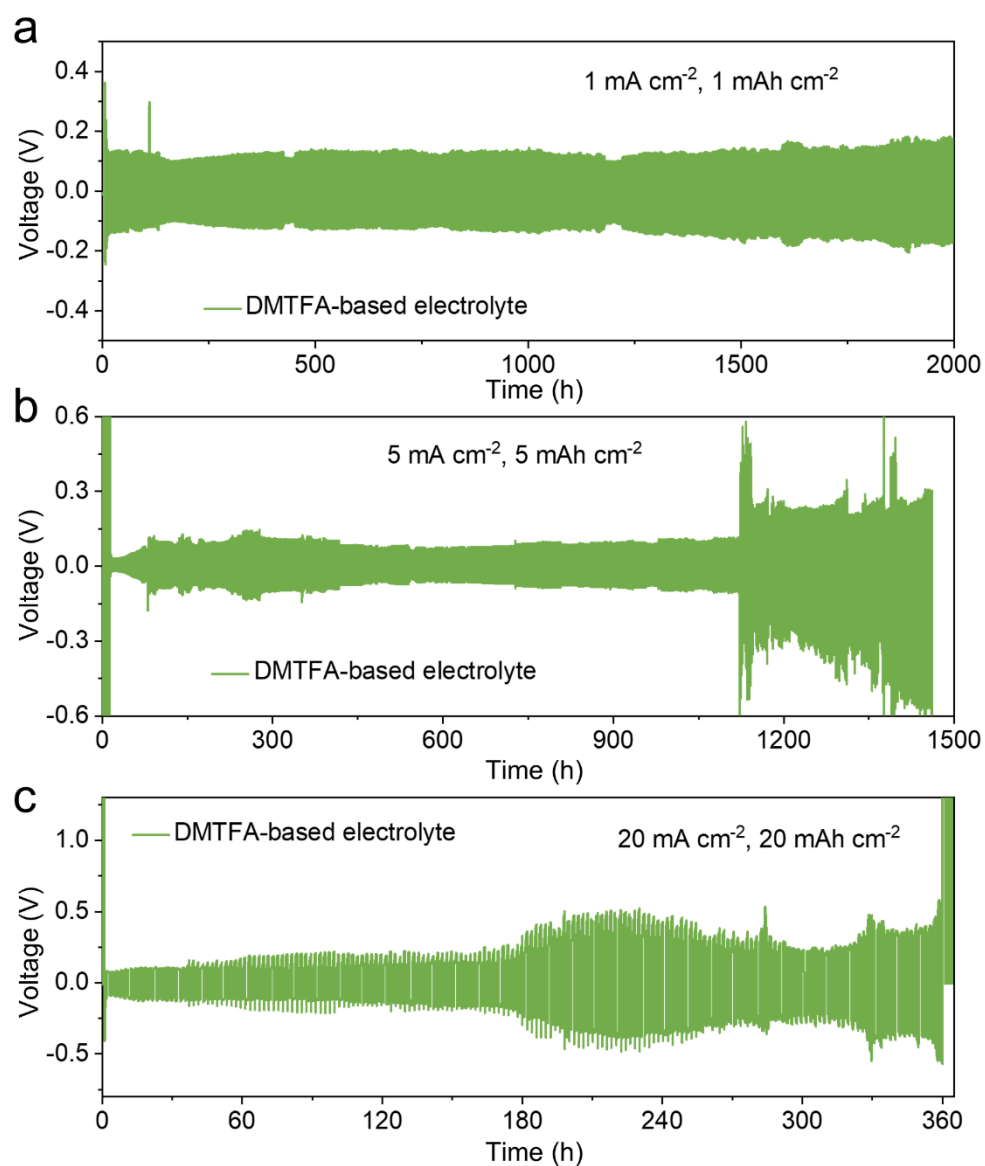 a
0.4
0.2
0.0
-0.2
-0.4
Voltage (V)
1 mA cm-2, 1 mAh cm-2
DMTFA-based electrolyte
0 500 1000 1500 2000
Time (h)
b
0.6
0.3
0.0
-0.3
-0.6
Voltage (V)
5 mA cm-2, 5 mAh cm-2
DMTFA-based electrolyte
0 300 600 900 1200 1500
Time (h)
c
1.0
0.5
0.0
-0.5
Voltage (V)
DMTFA-based electrolyte
20 mA cm-2, 20 mAh cm-2
0 60 120 180 240 300 360
Time (h)